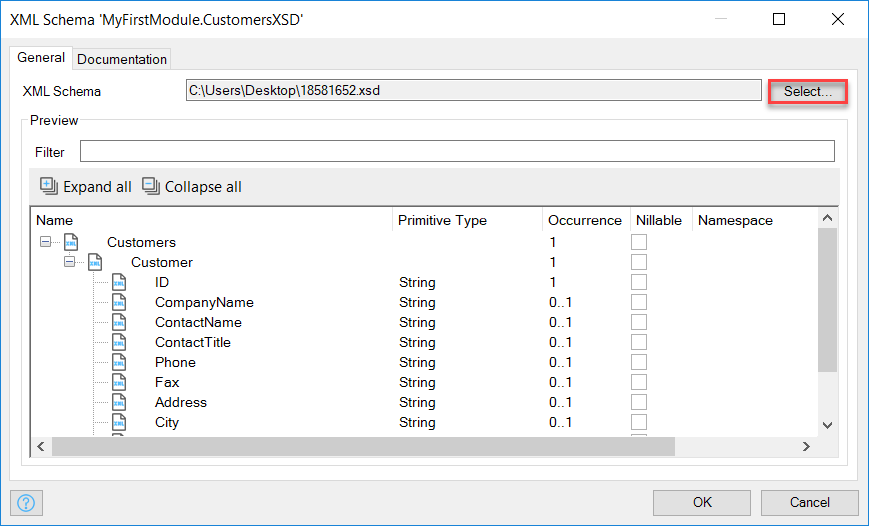 XML Schema 'MyFirstModule.CustomersXSD'
General Documentation
XML Schema C:\Users\Desktop\18581652.xsd Select...
Preview
Filter
Expand all Collapse all
Name Primitive Type Occurrence Nillable Namespace
Customers 1
Customer 1
ID String 1
CompanyName String 0..1
ContactName String 0..1
ContactTitle String 0..1
Phone String 0..1
Fax String 0..1
Address String 0..1
City String 0..1
? OK Cancel